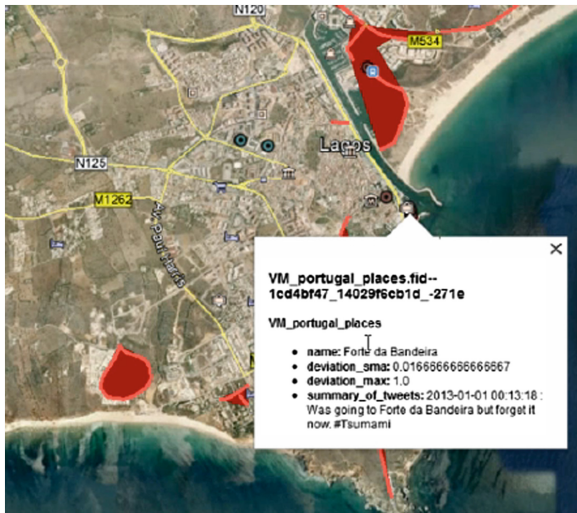 N120
M534
Lagos
N125
M1262
Av. Paul Harris
VM_portugal_places.fid--
1cd4bf47_14029f6cb1d_-271e
VM_portugal_places
• name: Forte da Bandeira
• deviation_sma: 0.0166666666666667
• deviation_max: 1.0
• summary_of_tweets: 2013-01-01 00:13:18 :
Was going to Forte da Bandeira but forget it
now. #Tsumami